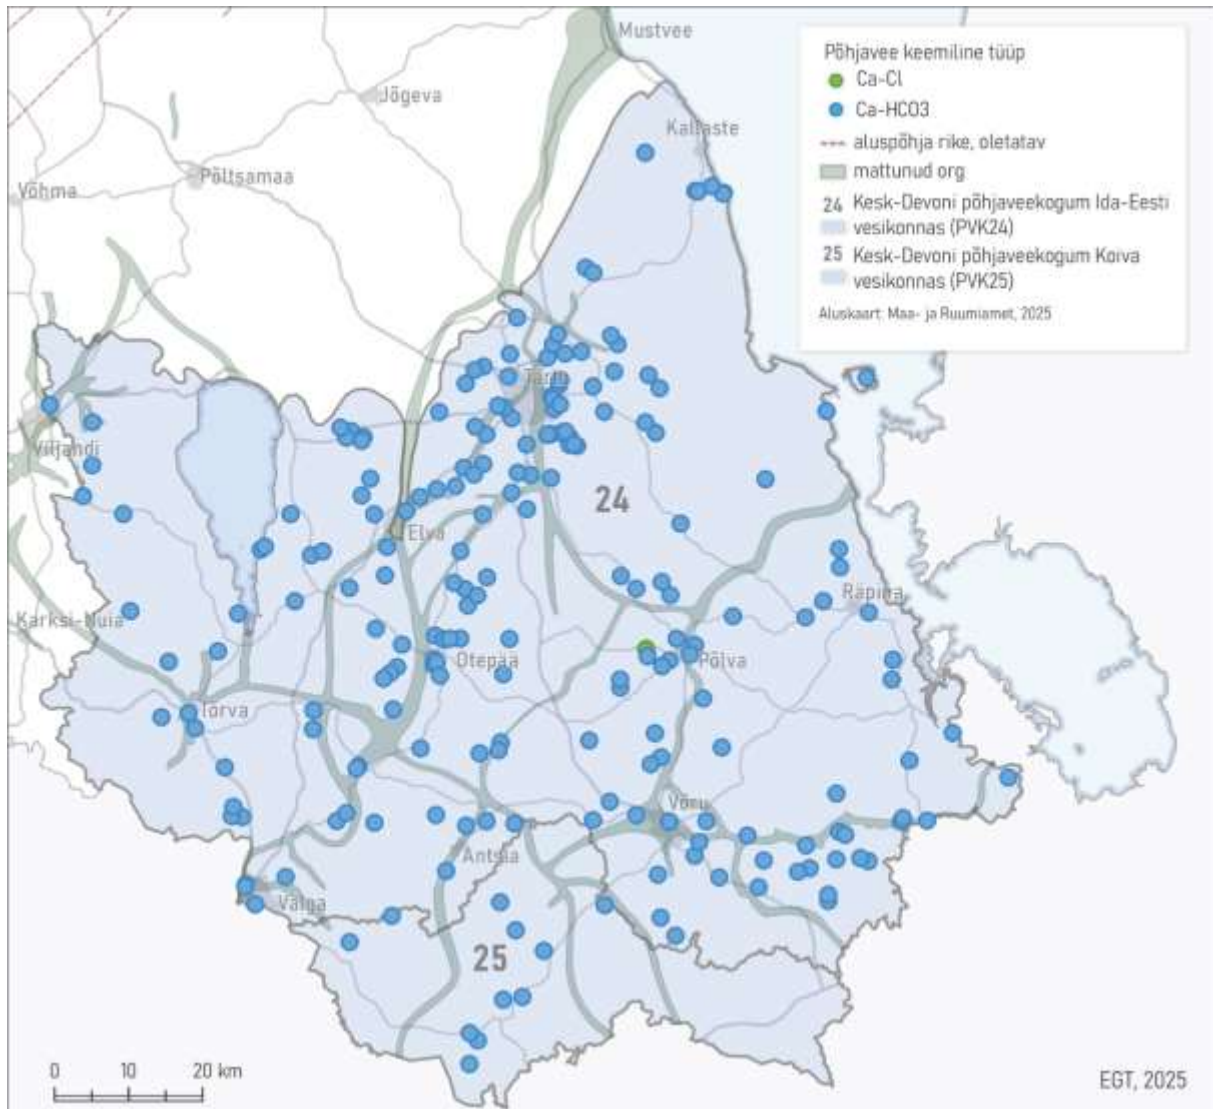 Mustvee
Jõgeva
Kallaste
Põltsamaa
Võhma
Põhjavee keemiline tüüp
Ca-Cl
Ca-HCO3
aluspõhja rike, oletatav
mattunud org
24 Kesk-Devoni põhjaveekogum Ida-Eesti
vesikonnas (PVK24)
25 Kesk-Devoni põhjaveekogum Koiva
vesikonnas (PVK25)
Aluskaart: Maa- ja Ruumiamet, 2025
Tartu
Viljandi
24
Elva
Räpina
Karksi-Nuia
Otepää
Põlva
Tõrva
Võru
Antsla
Valga
25
0 10 20 km
EGT, 2025